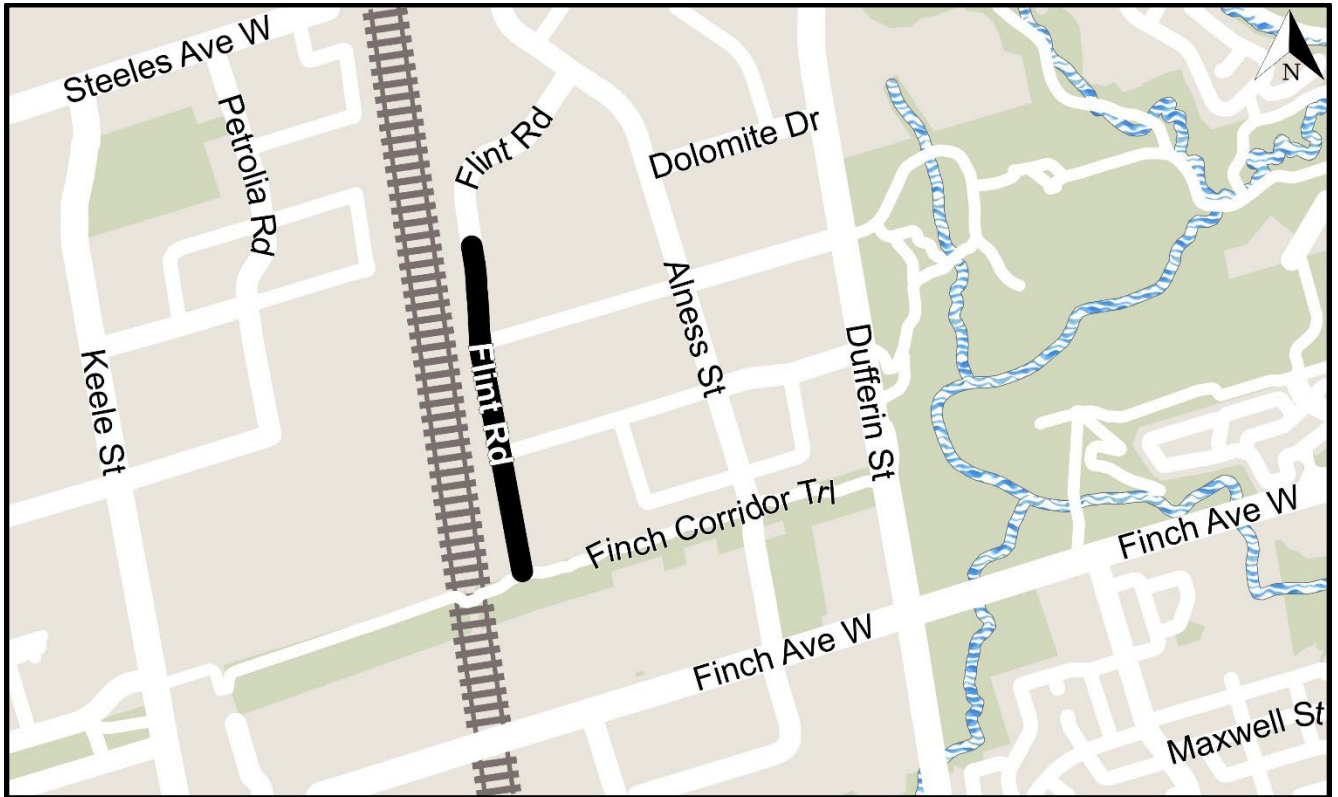 Steeles Ave W
N
Petrolia Rd
Flint Rd
Dolomite Dr
Alness St
Keele St
Dufferin St
Flint Rd
Finch Corridor Trl
Finch Ave W
Finch Ave W
Maxwell St